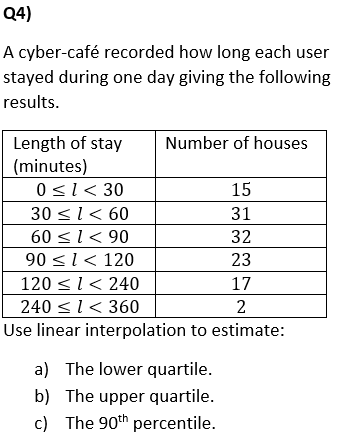 Q4)
A cyber-café recorded how long each user
stayed during one day giving the following
results.
Length of stay (minutes) Number of houses
0 ≤ l < 30 15
30 ≤ l < 60 31
60 ≤ l < 90 32
90 ≤ l < 120 23
120 ≤ l < 240 17
240 ≤ l < 360 2
Use linear interpolation to estimate:
a) The lower quartile.
b) The upper quartile.
c) The 90th percentile.